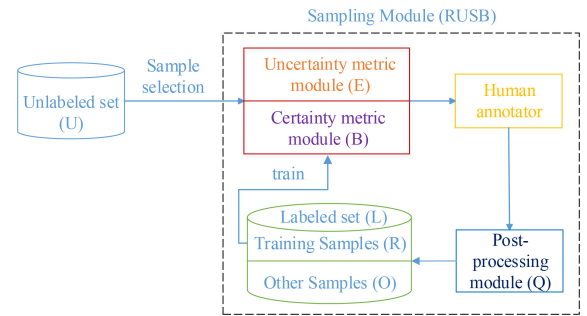 Sampling Module (RUSB)
Unlabeled set
(U)
Sample
selection
Uncertainty metric
module (E)
Certainty metric
module (B)
Human
annotator
train
Labeled set (L)
Training Samples (R)
Other Samples (O)
Post-
processing
module (Q)